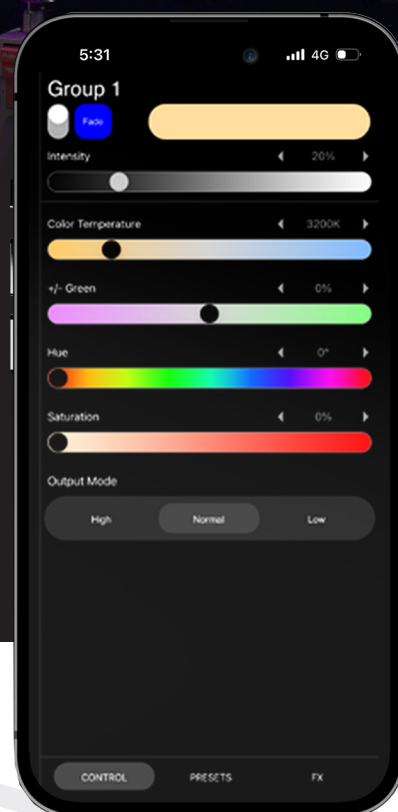 5:31 4G
Group 1
Fade
Intensity 20%
Color Temperature 3200K
+/- Green 0%
Hue 0°
Saturation 0%
Output Mode
High Normal Low
CONTROL PRESETS FX